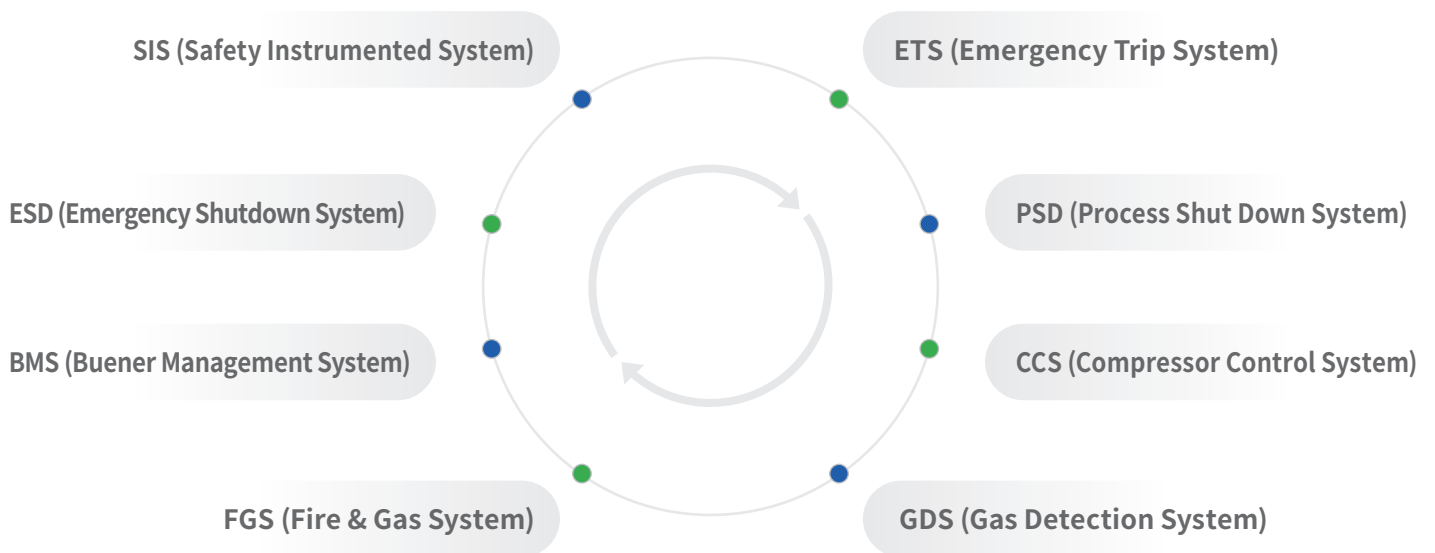 SIS (Safety Instrumented System)
ETS (Emergency Trip System)
ESD (Emergency Shutdown System)
PSD (Process Shut Down System)
BMS (Buener Management System)
CCS (Compressor Control System)
FGS (Fire & Gas System)
GDS (Gas Detection System)